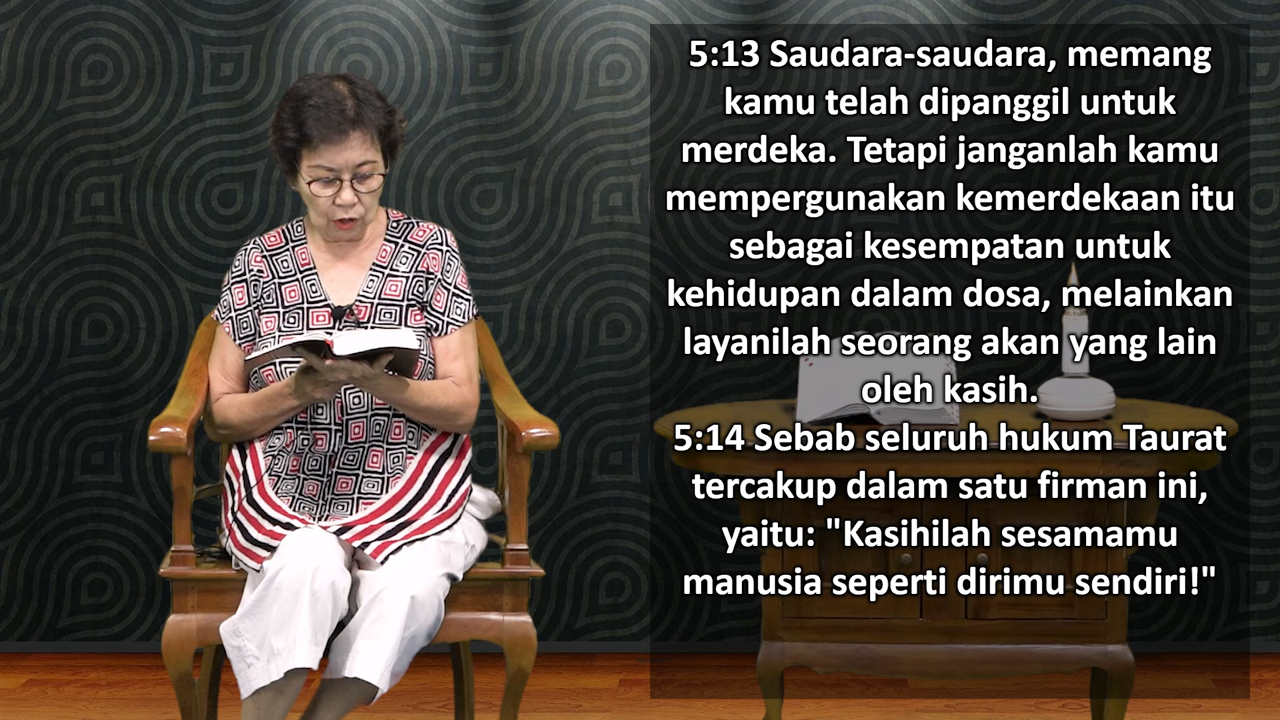 5:13 Saudara-saudara, memang
kamu telah dipanggil untuk
merdeka. Tetapi janganlah kamu
mempergunakan kemerdekaan itu
sebagai kesempatan untuk
kehidupan dalam dosa, melainkan
layanilah seorang akan yang lain
oleh kasih.
5:14 Sebab seluruh hukum Taurat
tercakup dalam satu firman ini,
yaitu: "Kasihilah sesamamu
manusia seperti dirimu sendiri!"